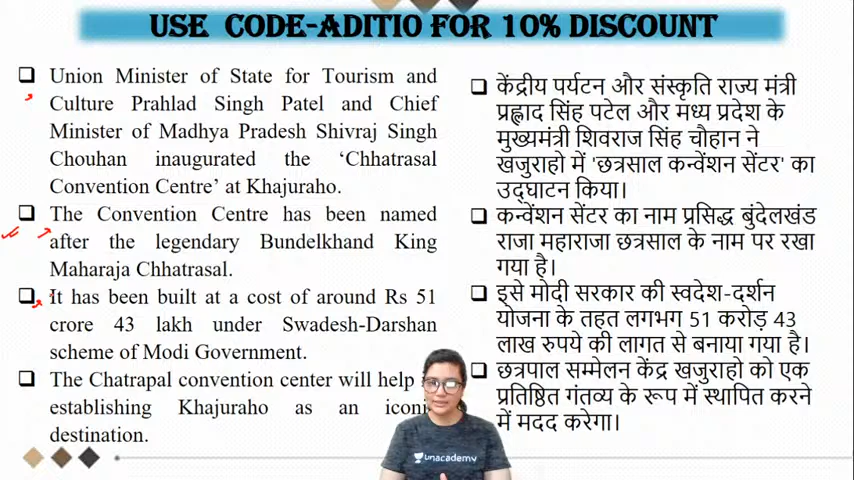 USE CODE-ADITIO FOR 10% DISCOUNT
Union Minister of State for Tourism and
Culture Prahlad Singh Patel and Chief
Minister of Madhya Pradesh Shivraj Singh
Chouhan inaugurated the ‘Chhatrasal
Convention Centre’ at Khajuraho.
The Convention Centre has been named
after the legendary Bundelkhand King
Maharaja Chhatrasal.
It has been built at a cost of around Rs 51
crore 43 lakh under Swadesh-Darshan
scheme of Modi Government.
The Chatrapal convention center will help
establishing Khajuraho as an
destination.
केंद्रीय पर्यटन और संस्कृति राज्य मंत्री
प्रह्लाद सिंह पटेल और मध्य प्रदेश के
मुख्यमंत्री शिवराज सिंह चौहान ने
खजुराहो में 'छत्रसाल कन्वेंशन सेंटर' का
उद्घाटन किया।
कन्वेंशन सेंटर का नाम प्रसिद्ध बुंदेलखंड
राजा महाराजा छत्रसाल के नाम पर रखा
गया है।
इसे मोदी सरकार की स्वदेश-दर्शन
योजना के तहत लगभग 51 करोड़ 43
लाख रुपये की लागत से बनाया गया है।
छत्रपाल सम्मेलन केंद्र खजुराहो को एक
प्रतिष्ठित गंतव्य के रूप में स्थापित करने
में मदद करेगा।
unacademy